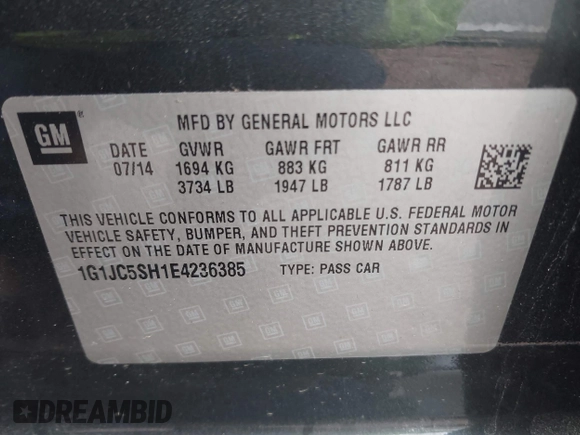 GM ® MFD BY GENERAL MOTORS LLC
DATE GVWR GAWR FRT GAWR RR
07/14 1694 KG 883 KG 811 KG
3734 LB 1947 LB 1787 LB
THIS VEHICLE CONFORMS TO ALL APPLICABLE U.S. FEDERAL MOTOR
VEHICLE SAFETY, BUMPER, AND THEFT PREVENTION STANDARDS IN
EFFECT ON THE DATE OF MANUFACTURE SHOWN ABOVE.
1G1JC5SH1E4236385 TYPE: PASS CAR
DREAMBID